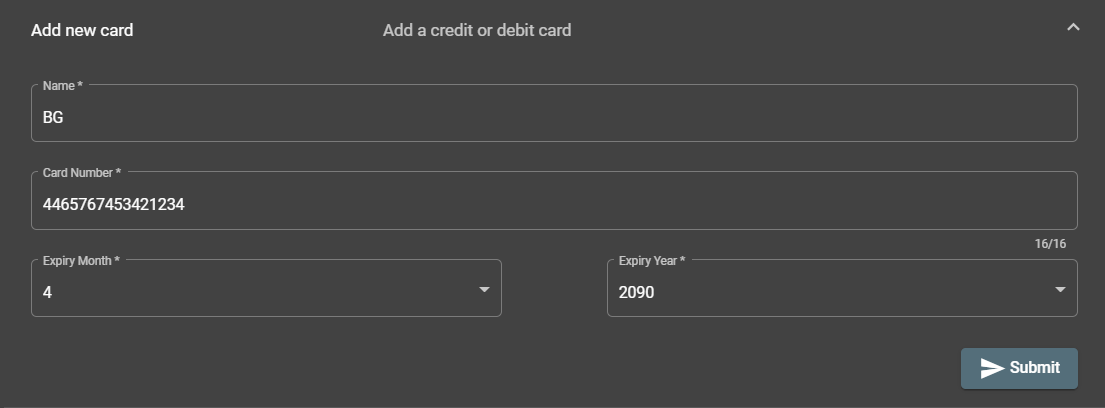 Add new card
Add a credit or debit card
Name *
BG
Card Number *
4465767453421234
16/16
Expiry Month *
4
Expiry Year *
2090
Submit